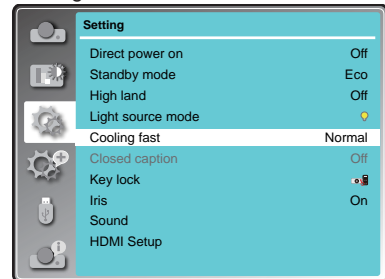 Setting
Direct power on Off
Standby mode Eco
High land Off
Light source mode
Cooling fast Normal
Closed caption Off
Key lock
Iris On
Sound
HDMI Setup